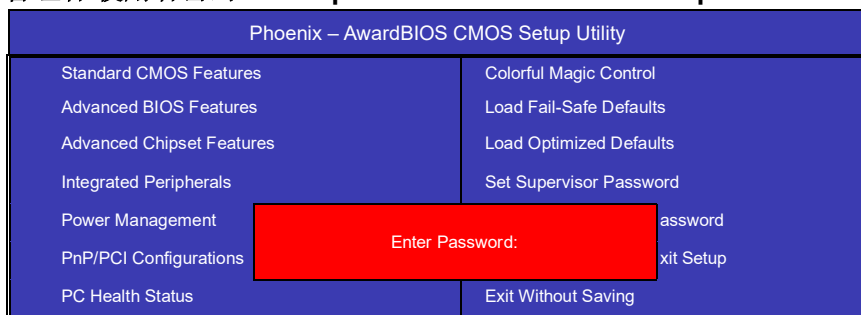 Phoenix – AwardBIOS CMOS Setup Utility
Standard CMOS Features
Colorful Magic Control
Advanced BIOS Features
Load Fail-Safe Defaults
Advanced Chipset Features
Load Optimized Defaults
Integrated Peripherals
Set Supervisor Password
Power Management
assword
Enter Password:
PnP/PCI Configurations
xit Setup
PC Health Status
Exit Without Saving